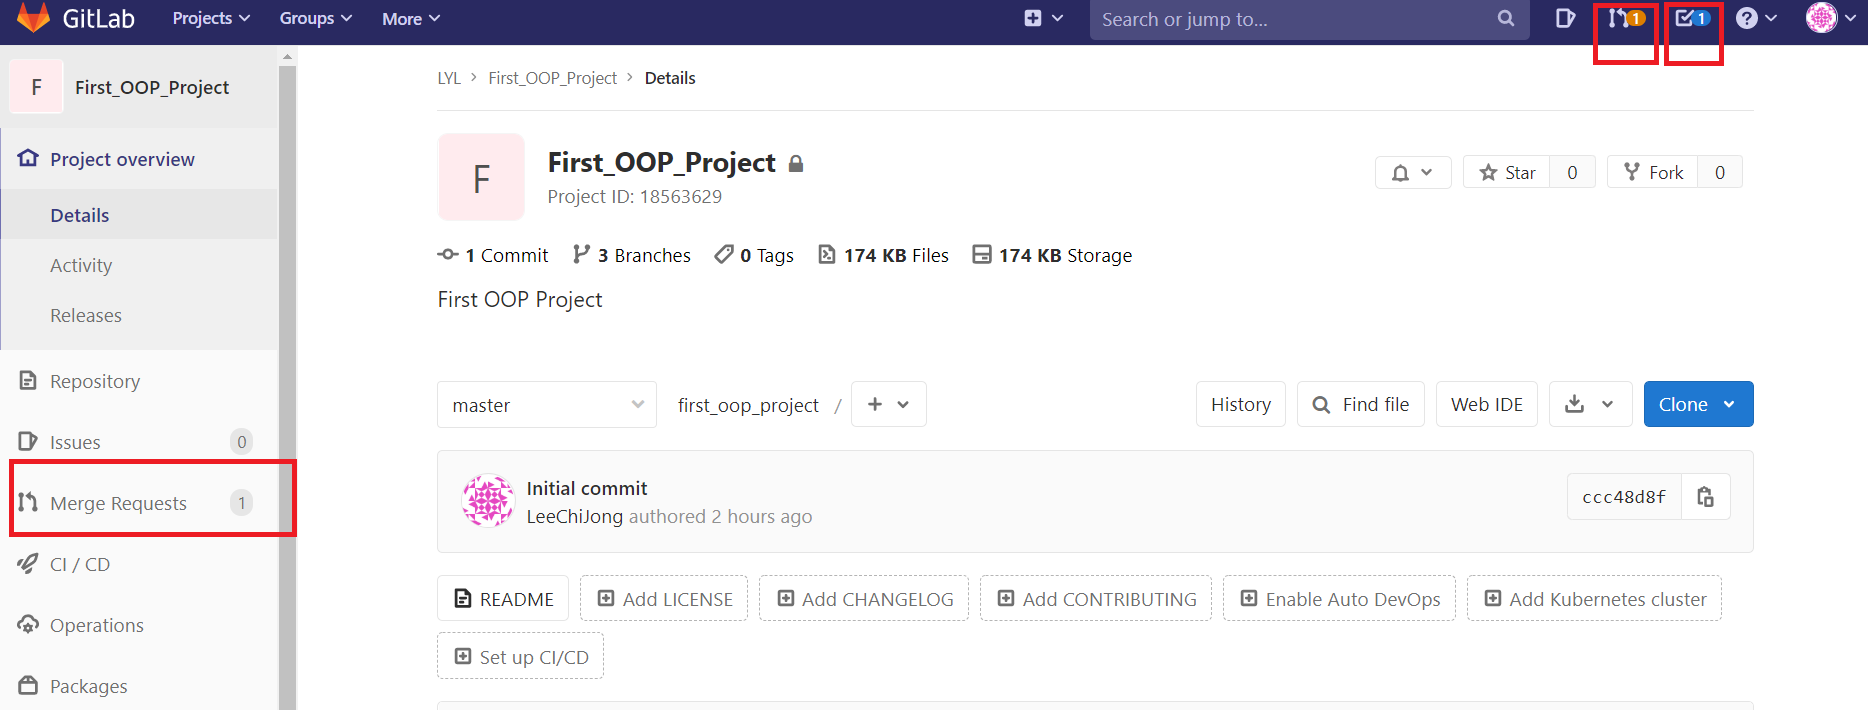 GitLab Projects Groups More Search or jump to... 1 1
F First_OOP_Project
Project overview
Details
Activity
Releases
Repository
Issues 0
Merge Requests 1
CI / CD
Operations
Packages
LYL > First_OOP_Project > Details
F
First_OOP_Project
Project ID: 18563629
Star 0 Fork 0
1 Commit 3 Branches 0 Tags 174 KB Files 174 KB Storage
First OOP Project
master first_oop_project / + History Find file Web IDE Clone
Initial commit
LeeChiJong authored 2 hours ago
ccc48d8f
README Add LICENSE Add CHANGELOG Add CONTRIBUTING Enable Auto DevOps Add Kubernetes cluster
Set up CI/CD